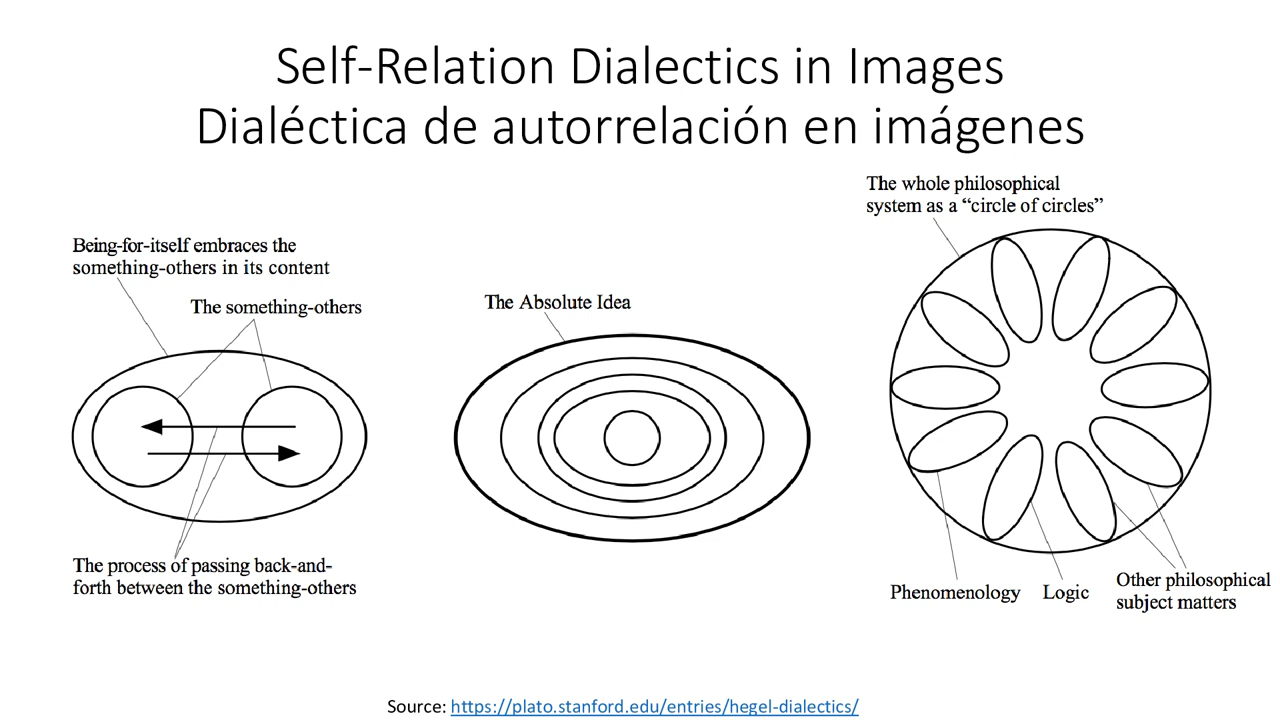 Self-Relation Dialectics in Images
Dialéctica de autorrelación en imágenes
Being-for-itself embraces the
something-others in its content
The something-others
The process of passing back-and-
forth between the something-others
The Absolute Idea
The whole philosophical
system as a “circle of circles”
Phenomenology
Logic
Other philosophical
subject matters
Source: https://plato.stanford.edu/entries/hegel-dialectics/